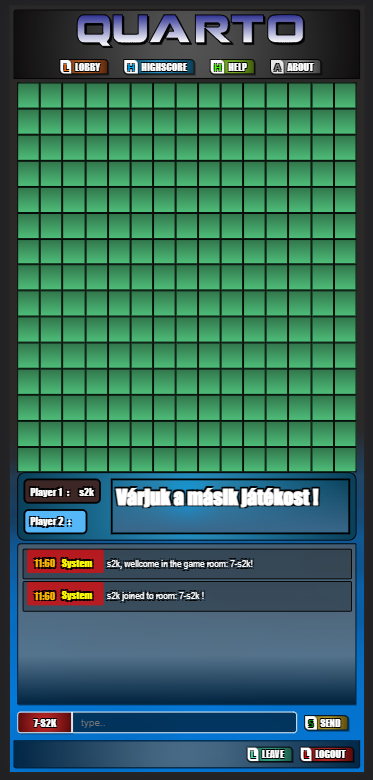 QUARTO
L LOBBY H HIGHSCORE H HELP A ABOUT
Player 1 : s2k
Várjuk a másik játékost !
Player 2 :
11:60 System s2k, wellcome in the game room: 7-s2k!
11:60 System s2k joined to room: 7-s2k !
7-S2K type.. S SEND
L LEAVE L LOGOUT